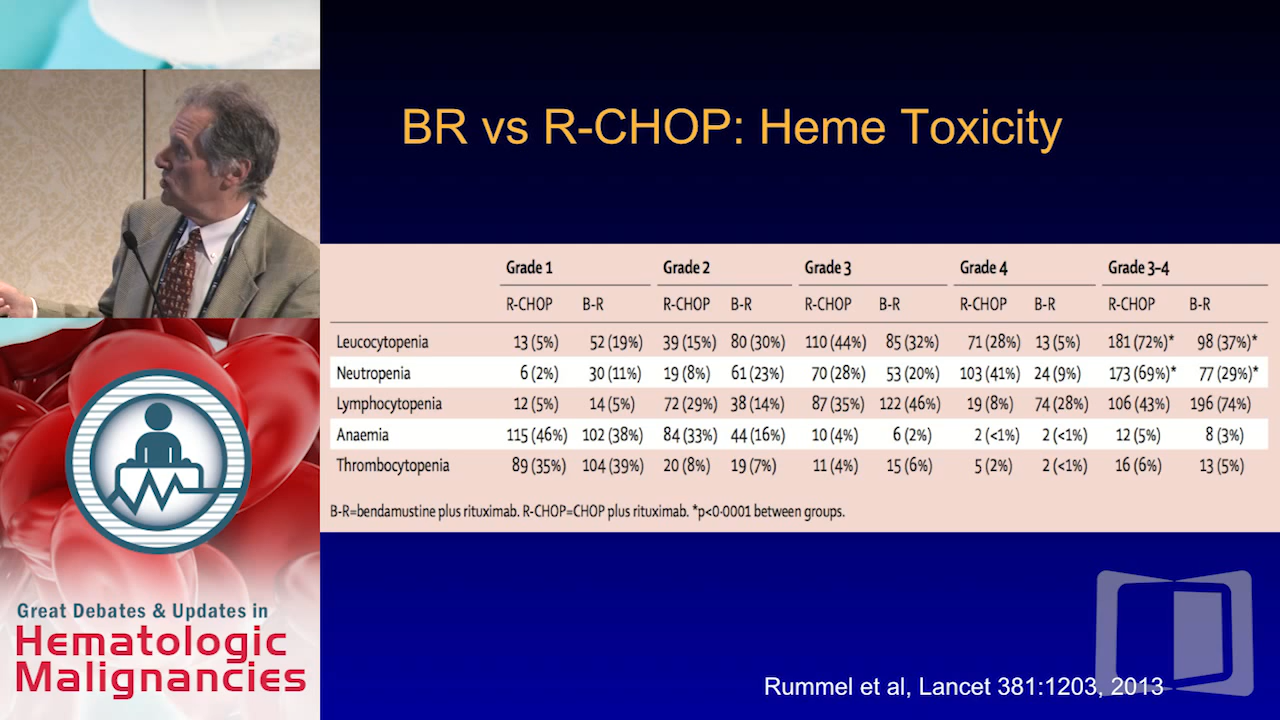 BR vs R-CHOP: Heme Toxicity
Grade 1 Grade 2 Grade 3 Grade 4 Grade 3–4
R-CHOP B-R R-CHOP B-R R-CHOP B-R R-CHOP B-R R-CHOP B-R
Leucocytopenia 13 (5%) 52 (19%) 39 (15%) 80 (30%) 110 (44%) 85 (32%) 71 (28%) 13 (5%) 181 (72%)* 98 (37%)*
Neutropenia 6 (2%) 30 (11%) 19 (8%) 61 (23%) 70 (28%) 53 (20%) 103 (41%) 24 (9%) 173 (69%)* 77 (29%)*
Lymphocytopenia 12 (5%) 14 (5%) 72 (29%) 38 (14%) 87 (35%) 122 (46%) 19 (8%) 74 (28%) 106 (43%) 196 (74%)
Anaemia 115 (46%) 102 (38%) 84 (33%) 44 (16%) 10 (4%) 6 (2%) 2 (<1%) 2 (<1%) 12 (5%) 8 (3%)
Thrombocytopenia 89 (35%) 104 (39%) 20 (8%) 19 (7%) 11 (4%) 15 (6%) 5 (2%) 2 (<1%) 16 (6%) 13 (5%)
B-R=bendamustine plus rituximab. R-CHOP=CHOP plus rituximab. *p<0·0001 between groups.
Rummel et al, Lancet 381:1203, 2013
Great Debates & Updates in
Hematologic
Malignancies